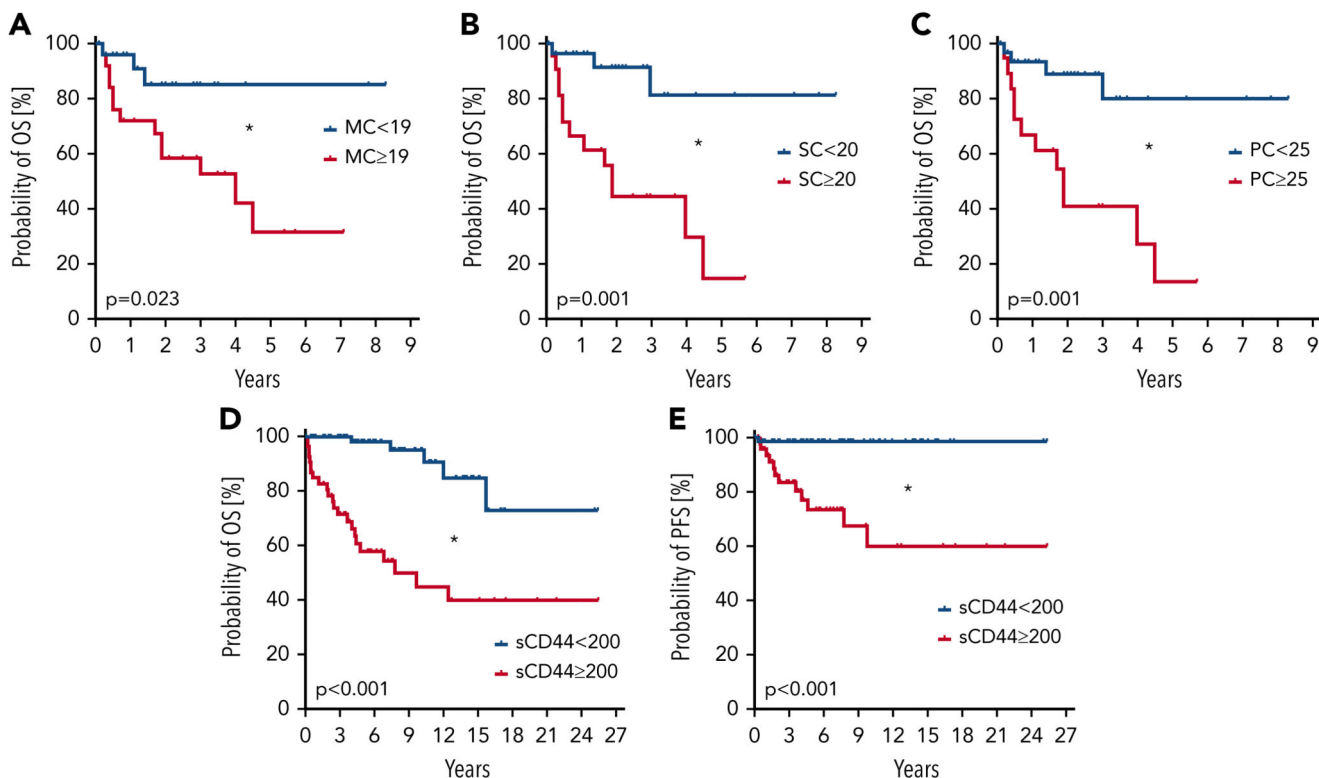 A
Probability of OS [%]
100
80
60
40
20
0
*
MC<19
MC≥19
p=0.023
0 1 2 3 4 5 6 7 8 9
Years
B
Probability of OS [%]
100
80
60
40
20
0
*
SC<20
SC≥20
p=0.001
0 1 2 3 4 5 6 7 8 9
Years
C
Probability of OS [%]
100
80
60
40
20
0
*
PC<25
PC≥25
p=0.001
0 1 2 3 4 5 6 7 8 9
Years
D
Probability of OS [%]
100
80
60
40
20
0
*
sCD44<200
sCD44≥200
p<0.001
0 3 6 9 12 15 18 21 24 27
Years
E
Probability of PFS [%]
100
80
60
40
20
0
*
sCD44<200
sCD44≥200
p<0.001
0 3 6 9 12 15 18 21 24 27
Years